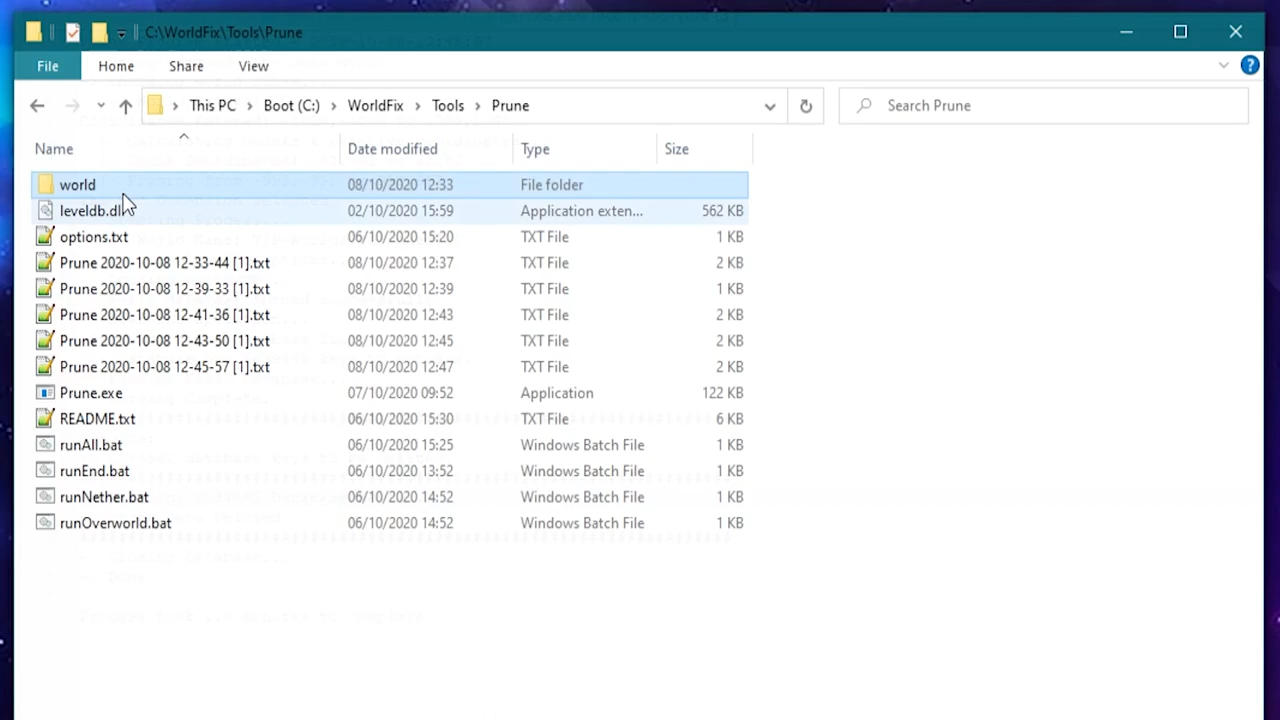 C:\WorldFix\Tools\Prune
File Home Share View
This PC Boot (C:) WorldFix Tools Prune Search Prune
Name Date modified Type Size
world 08/10/2020 12:33 File folder
leveldb.dll 02/10/2020 15:59 Application exten... 562 KB
options.txt 06/10/2020 15:20 TXT File 1 KB
Prune 2020-10-08 12-33-44 [1].txt 08/10/2020 12:37 TXT File 2 KB
Prune 2020-10-08 12-39-33 [1].txt 08/10/2020 12:39 TXT File 1 KB
Prune 2020-10-08 12-41-36 [1].txt 08/10/2020 12:43 TXT File 2 KB
Prune 2020-10-08 12-43-50 [1].txt 08/10/2020 12:45 TXT File 2 KB
Prune 2020-10-08 12-45-57 [1].txt 08/10/2020 12:47 TXT File 2 KB
Prune.exe 07/10/2020 09:52 Application 122 KB
README.txt 06/10/2020 15:30 TXT File 6 KB
runAll.bat 06/10/2020 15:25 Windows Batch File 1 KB
runEnd.bat 06/10/2020 13:52 Windows Batch File 1 KB
runNether.bat 06/10/2020 14:52 Windows Batch File 1 KB
runOverworld.bat 06/10/2020 14:52 Windows Batch File 1 KB